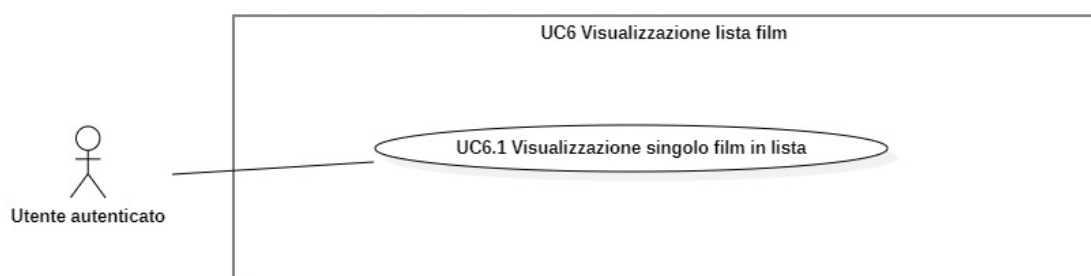 UC6 Visualizzazione lista film
UC6.1 Visualizzazione singolo film in lista
Utente autenticato